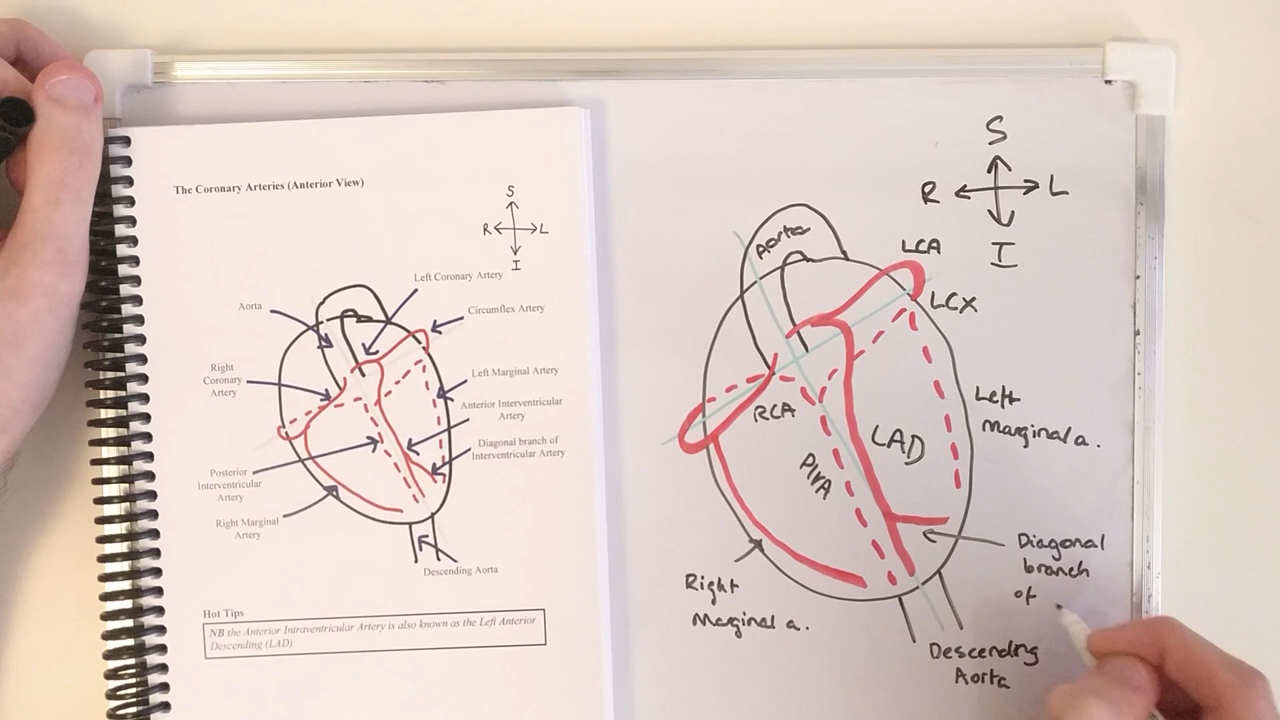 The Coronary Arteries (Anterior View)
S
R L
I
Left Coronary Artery
Aorta
Circumflex Artery
Right
Coronary
Artery
Left Marginal Artery
Anterior Interventricular
Artery
Diagonal branch of
Interventricular Artery
Posterior
Interventricular
Artery
Right Marginal
Artery
Descending Aorta
Hot Tips
NB the Anterior Intraventricular Artery is also known as the Left Anterior
Descending (LAD)
S
R L
I
Aorta
LCA
LCX
RCA
Left
Marginal a.
LAD
PIVA
Diagonal
branch
of
Right
Marginal a.
Descending
Aorta